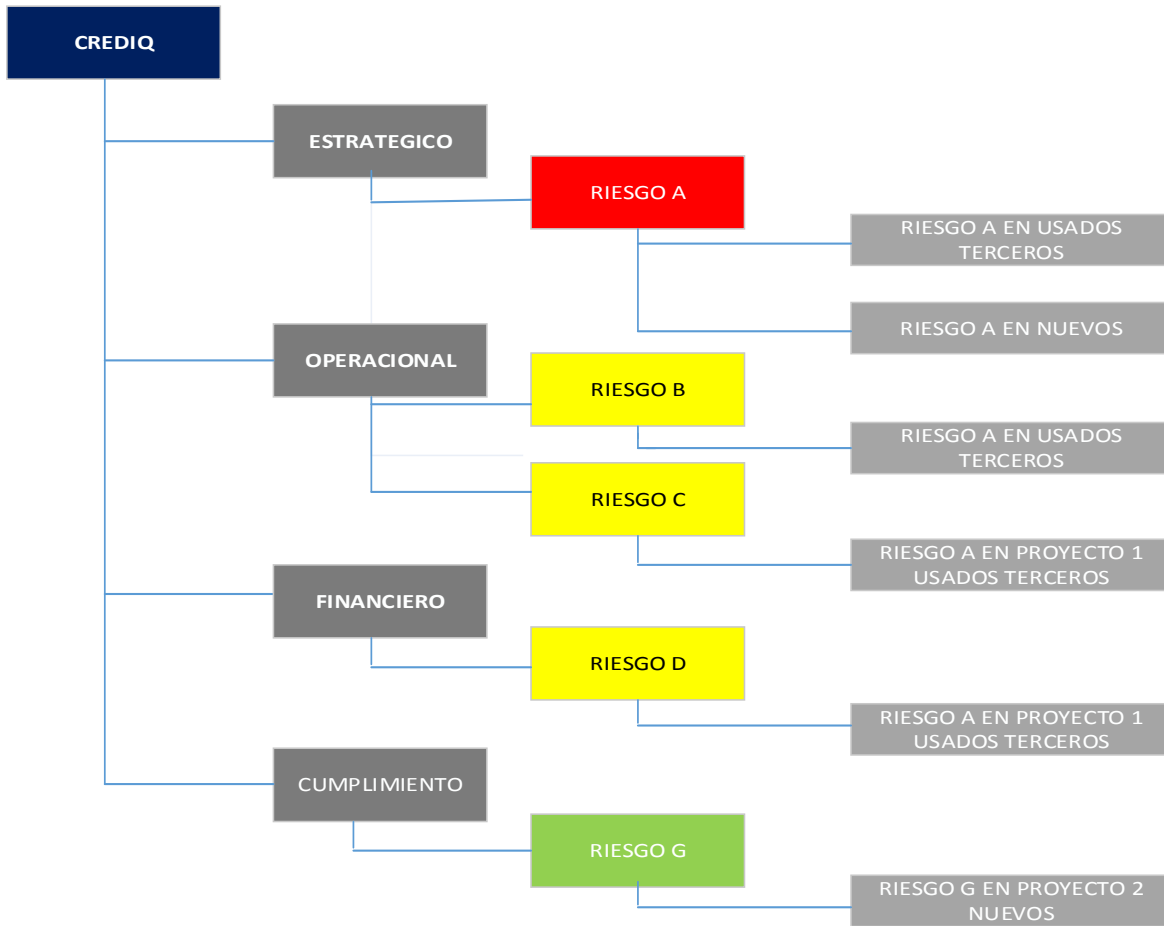 CREDIQ
ESTRATEGICO
RIESGO A
RIESGO A EN USADOS
TERCEROS
RIESGO A EN NUEVOS
OPERACIONAL
RIESGO B
RIESGO A EN USADOS
TERCEROS
RIESGO C
RIESGO A EN PROYECTO 1
USADOS TERCEROS
FINANCIERO
RIESGO D
RIESGO A EN PROYECTO 1
USADOS TERCEROS
CUMPLIMIENTO
RIESGO G
RIESGO G EN PROYECTO 2
NUEVOS